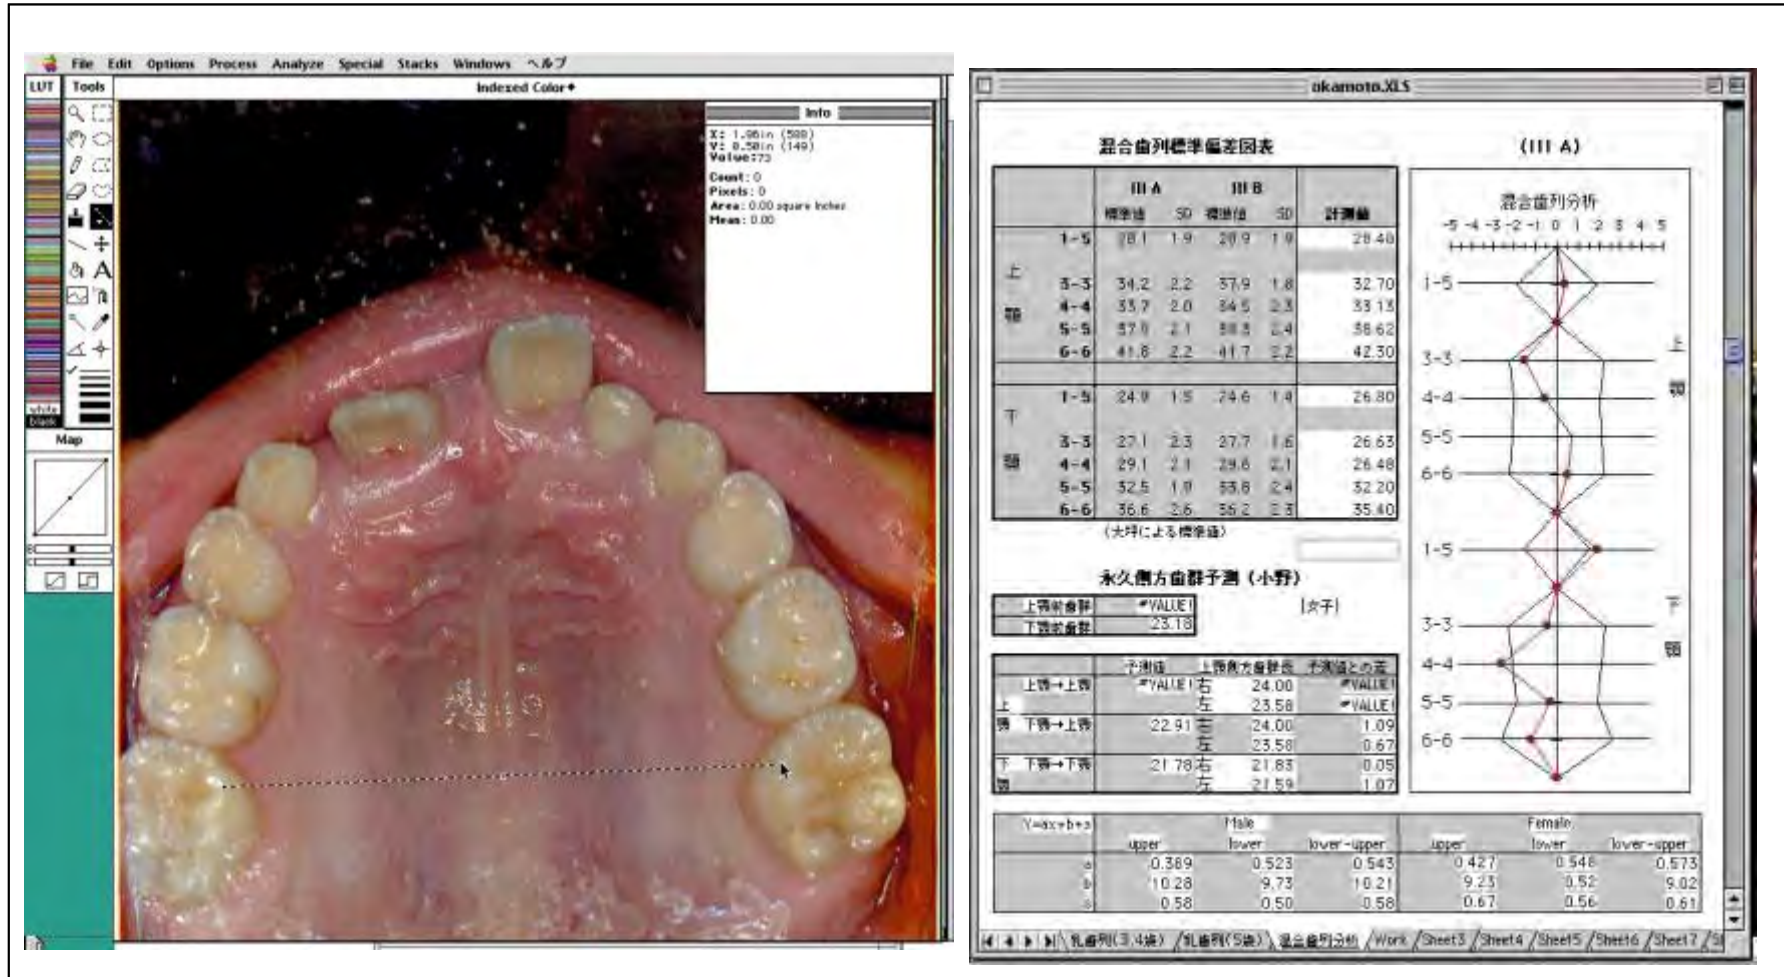 File Edit Options Process Analyze Special Stacks Windows ヘルプ
LUT Tools
Indexed Color
Info
X: 1.96in (588)
Y: 0.50in (149)
Value:73
Count: 0
Pixels: 0
Area: 0.00 square inches
Mean: 0.00
white
black
Map
okamoto.XLS
混合歯列標準偏差図表
III A III B
標準値 SD 標準値 SD 計測値
上顎
1-5 28.1 1.9 28.9 1.9 28.48
3-3 34.2 2.2 37.9 1.8 32.70
4-4 33.7 2.0 34.5 2.3 33.13
5-5 2.1 2.4 38.62
6-6 41.8 2.2 41.7 2.2 42.30
下顎
1-5 24.9 1.5 24.6 1.4 26.80
3-3 27.1 2.3 27.7 1.6 26.63
4-4 29.1 2.1 29.6 2.1 26.48
5-5 32.5 1.9 33.8 2.4 32.20
6-6 36.6 2.6 36.2 2.3 35.40
(大坪による標準値)
永久側方歯群予測(小野)
上顎前歯群 #VALUE! [女子]
下顎前歯群 23.18
予測値 上顎側方歯群長 予測値との差
上顎→上顎 #VALUE! 右 24.00 #VALUE!
上 左 23.58 #VALUE!
顎 下顎→上顎 22.91 右 24.00 1.09
左 23.58 0.67
下 下顎→下顎 21.78 右 21.83 0.05
顎 左 21.59 1.07
(III A)
混合歯列分析
-5 -4 -3 -2 -1 0 1 2 3 4 5
1-5
3-3
4-4
5-5
6-6
上顎
1-5
3-3
4-4
5-5
6-6
下顎
Male Female
upper lower lower-upper upper lower lower-upper
a 0.389 0.523 0.543 0.427 0.548 0.573
b 10.28 9.73 10.21 9.23 9.02
0.58 0.50 0.58 0.67 0.56 0.61
乳歯列(3,4歳) 乳歯列(5歳) 混合歯列分析 Work Sheet3 Sheet4 Sheet5 Sheet6 Sheet7